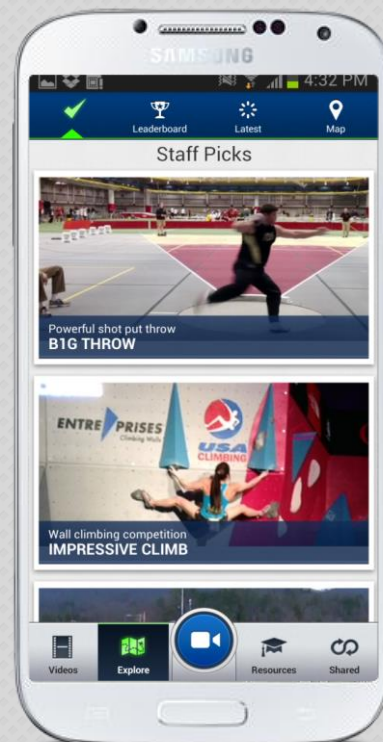 SAMSUNG
4:32 PM
Leaderboard
Latest
Map
Staff Picks
Powerful shot put throw
B1G THROW
ENTRE PRISES
Climbing Walls
USA
CLIMBING
Wall climbing competition
IMPRESSIVE CLIMB
Videos
Explore
Resources
Shared